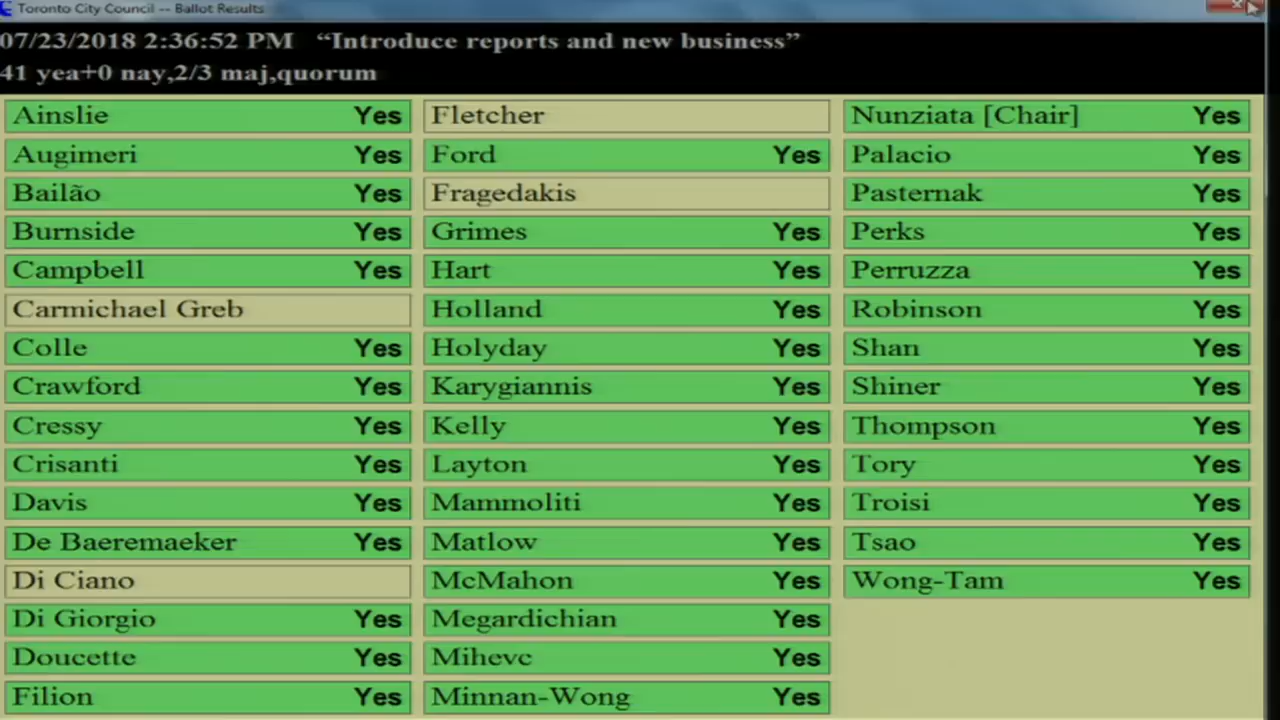 Toronto City Council -- Ballot Results
07/23/2018 2:36:52 PM “Introduce reports and new business”
41 yea+0 nay,2/3 maj,quorum
Ainslie Yes
Augimeri Yes
Bailão Yes
Burnside Yes
Campbell Yes
Carmichael Greb
Colle Yes
Crawford Yes
Cressy Yes
Crisanti Yes
Davis Yes
De Baeremaeker Yes
Di Ciano
Di Giorgio Yes
Doucette Yes
Filion Yes
Fletcher
Ford Yes
Fragedakis
Grimes Yes
Hart Yes
Holland Yes
Holyday Yes
Karygiannis Yes
Kelly Yes
Layton Yes
Mammoliti Yes
Matlow Yes
McMahon Yes
Megardichian Yes
Mihevc Yes
Minnan-Wong Yes
Nunziata [Chair] Yes
Palacio Yes
Pasternak Yes
Perks Yes
Perruzza Yes
Robinson Yes
Shan Yes
Shiner Yes
Thompson Yes
Tory Yes
Troisi Yes
Tsao Yes
Wong-Tam Yes